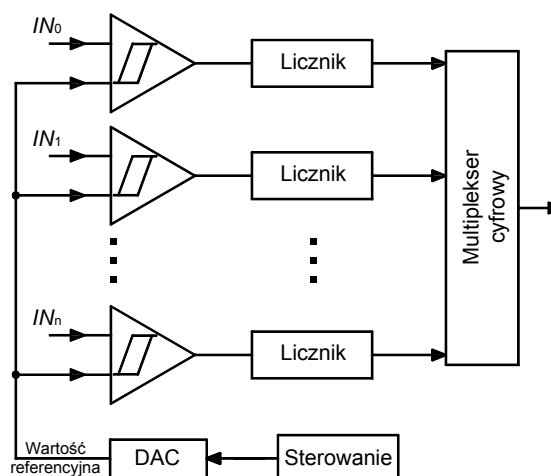 IN0
Licznik
IN1
Licznik
Multiplekser
cyfrowy
INn
Licznik
Wartość
referencyjna
DAC
Sterowanie